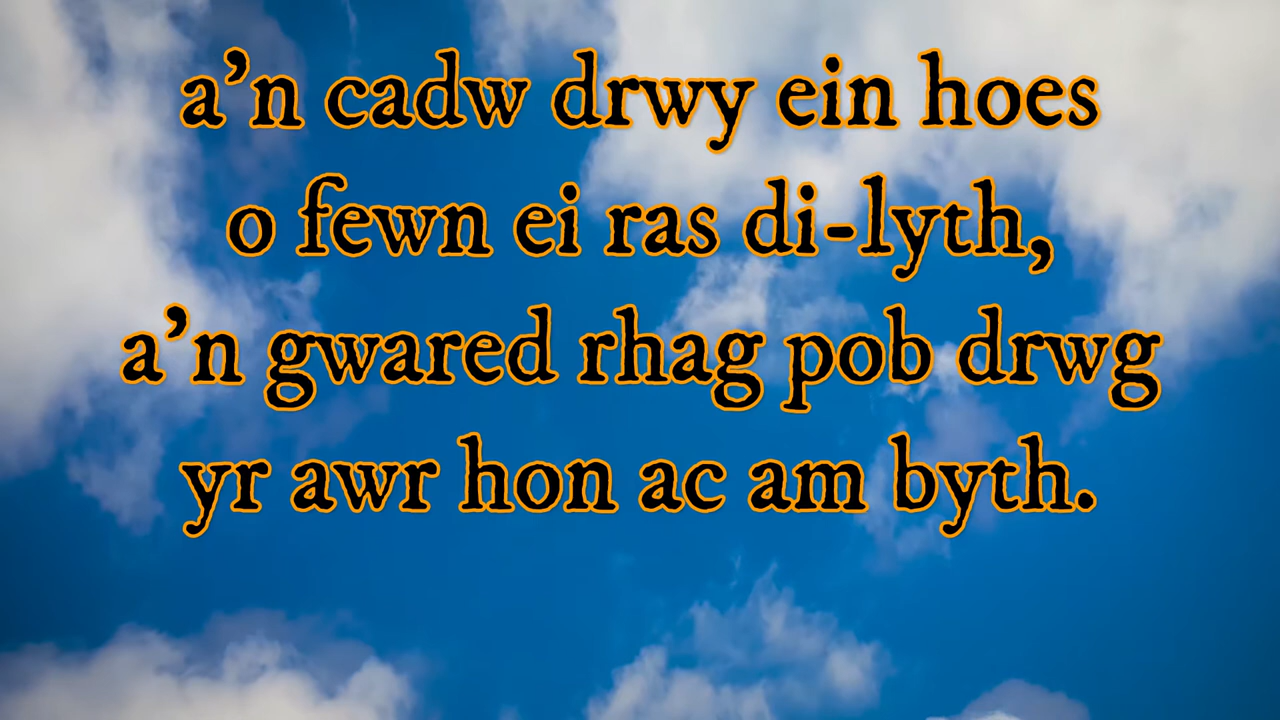 a’n cadw drwy ein hoes
o fewn ei ras di-lyth,
a’n gwared rhag pob drwg
yr awr hon ac am byth.